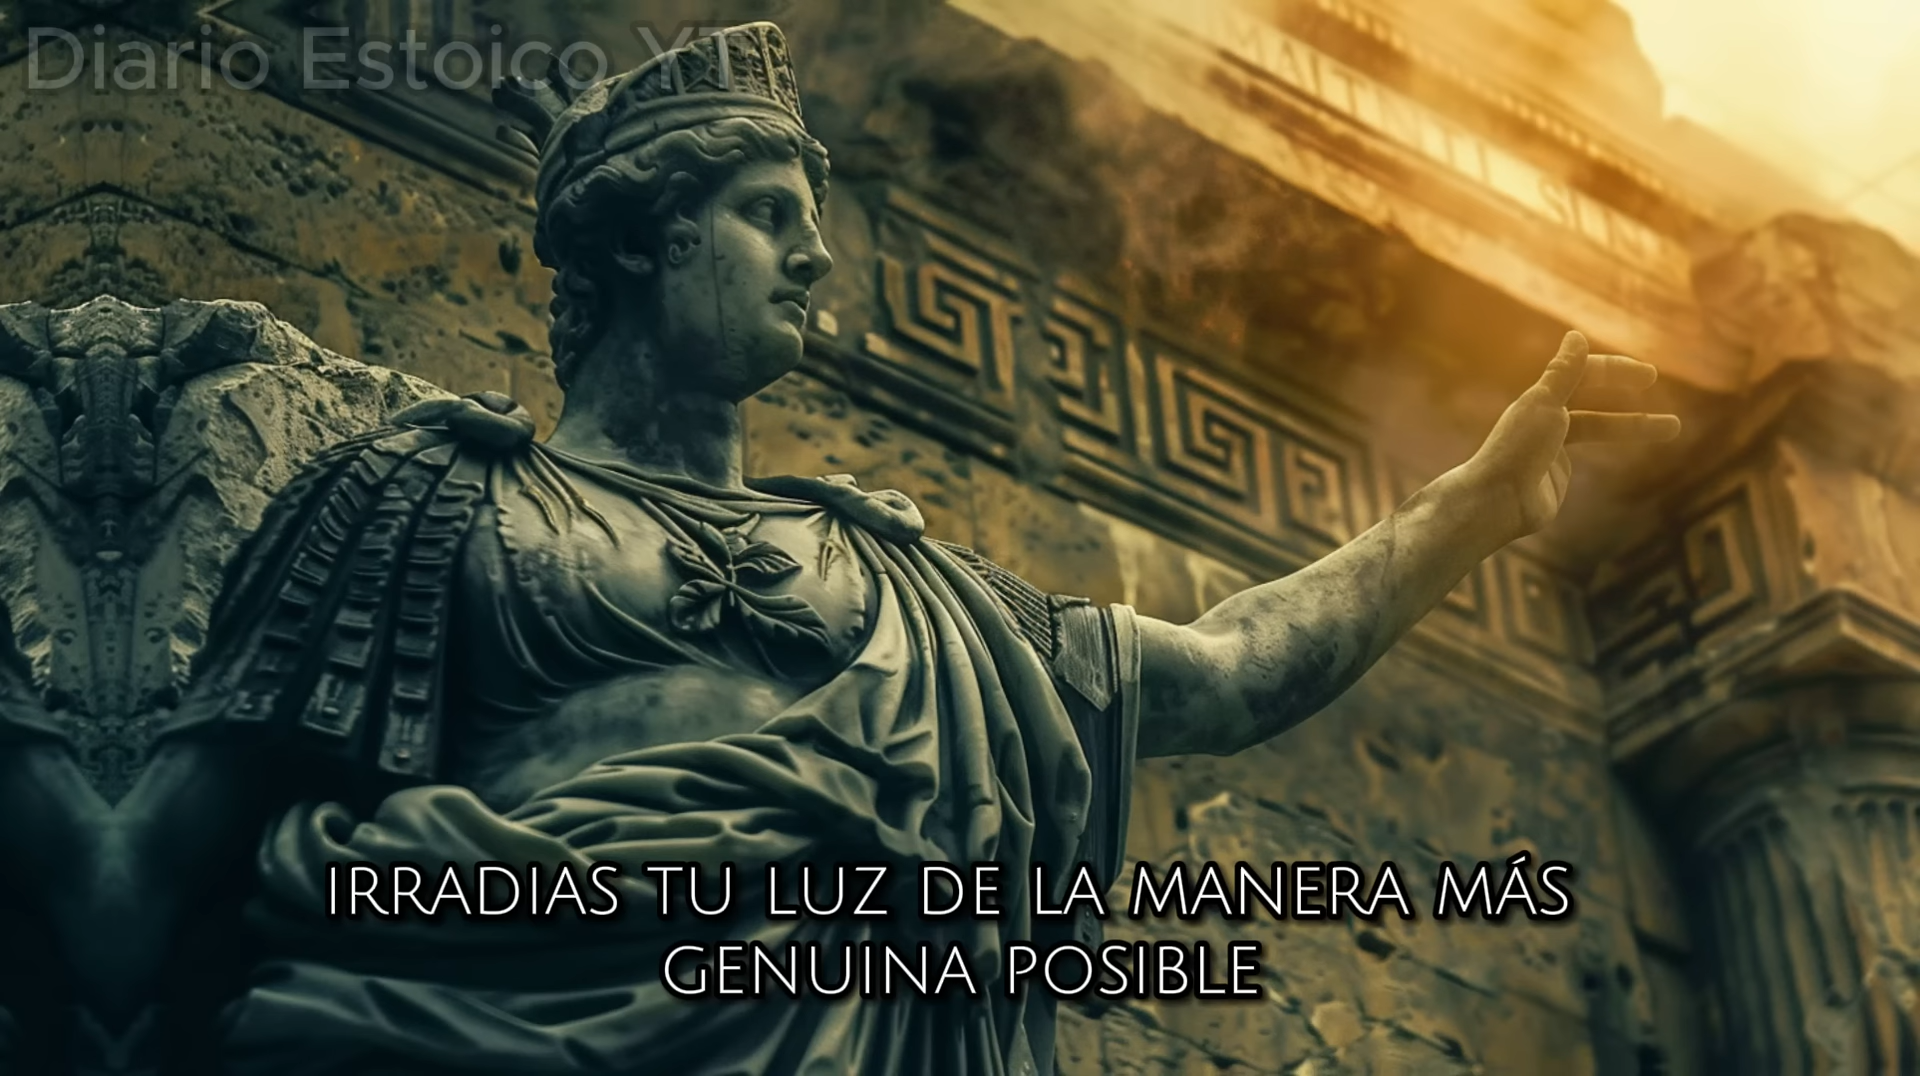 Diario Estoico YT
IRRADIAS TU LUZ DE LA MANERA MÁS
GENUINA POSIBLE